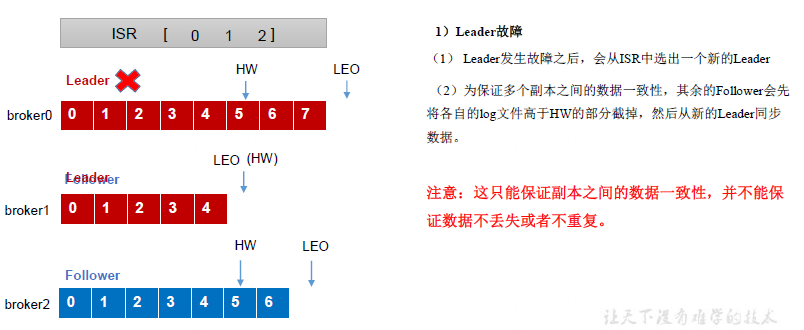 ISR [ 0 1 2 ]
HW
LEO
Leader
broker0
0 1 2 3 4 5 6 7
LEO (HW)
Leader
Follower
broker1
0 1 2 3 4
HW
LEO
Follower
broker2
0 1 2 3 4 5 6
1）Leader故障
（1） Leader发生故障之后，会从ISR中选出一个新的Leader
（2）为保证多个副本之间的数据一致性，其余的Follower会先
将各自的log文件高于HW的部分截掉，然后从新的Leader同步
数据。
注意：这只能保证副本之间的数据一致性，并不能保
证数据不丢失或者不重复。
让天下没有难学的技术